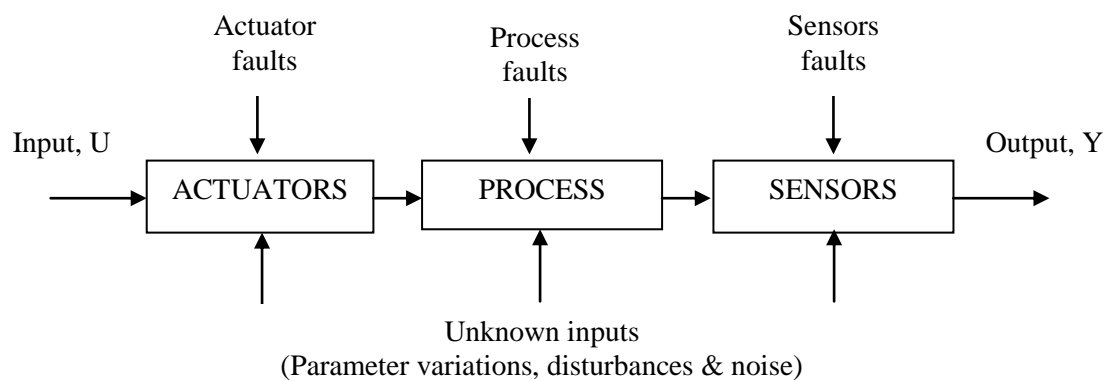 Actuator
faults
Process
faults
Sensors
faults
Input, U
Output, Y
ACTUATORS
PROCESS
SENSORS
Unknown inputs
(Parameter variations, disturbances & noise)